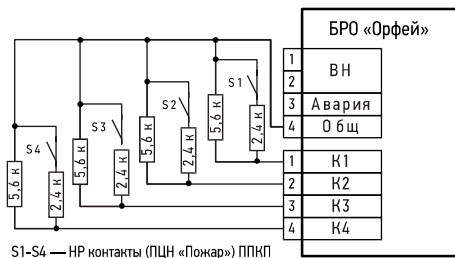 БРО «Орфей»
1
2
ВН
3 Авария
4 Общ
1 К1
2 К2
3 К3
4 К4
S1
5,6 к
2,4 к
S2
5,6 к
2,4 к
S3
5,6 к
2,4 к
S4
5,6 к
2,4 к
S1-S4 — НР контакты (ПЦН «Пожар») ППКП